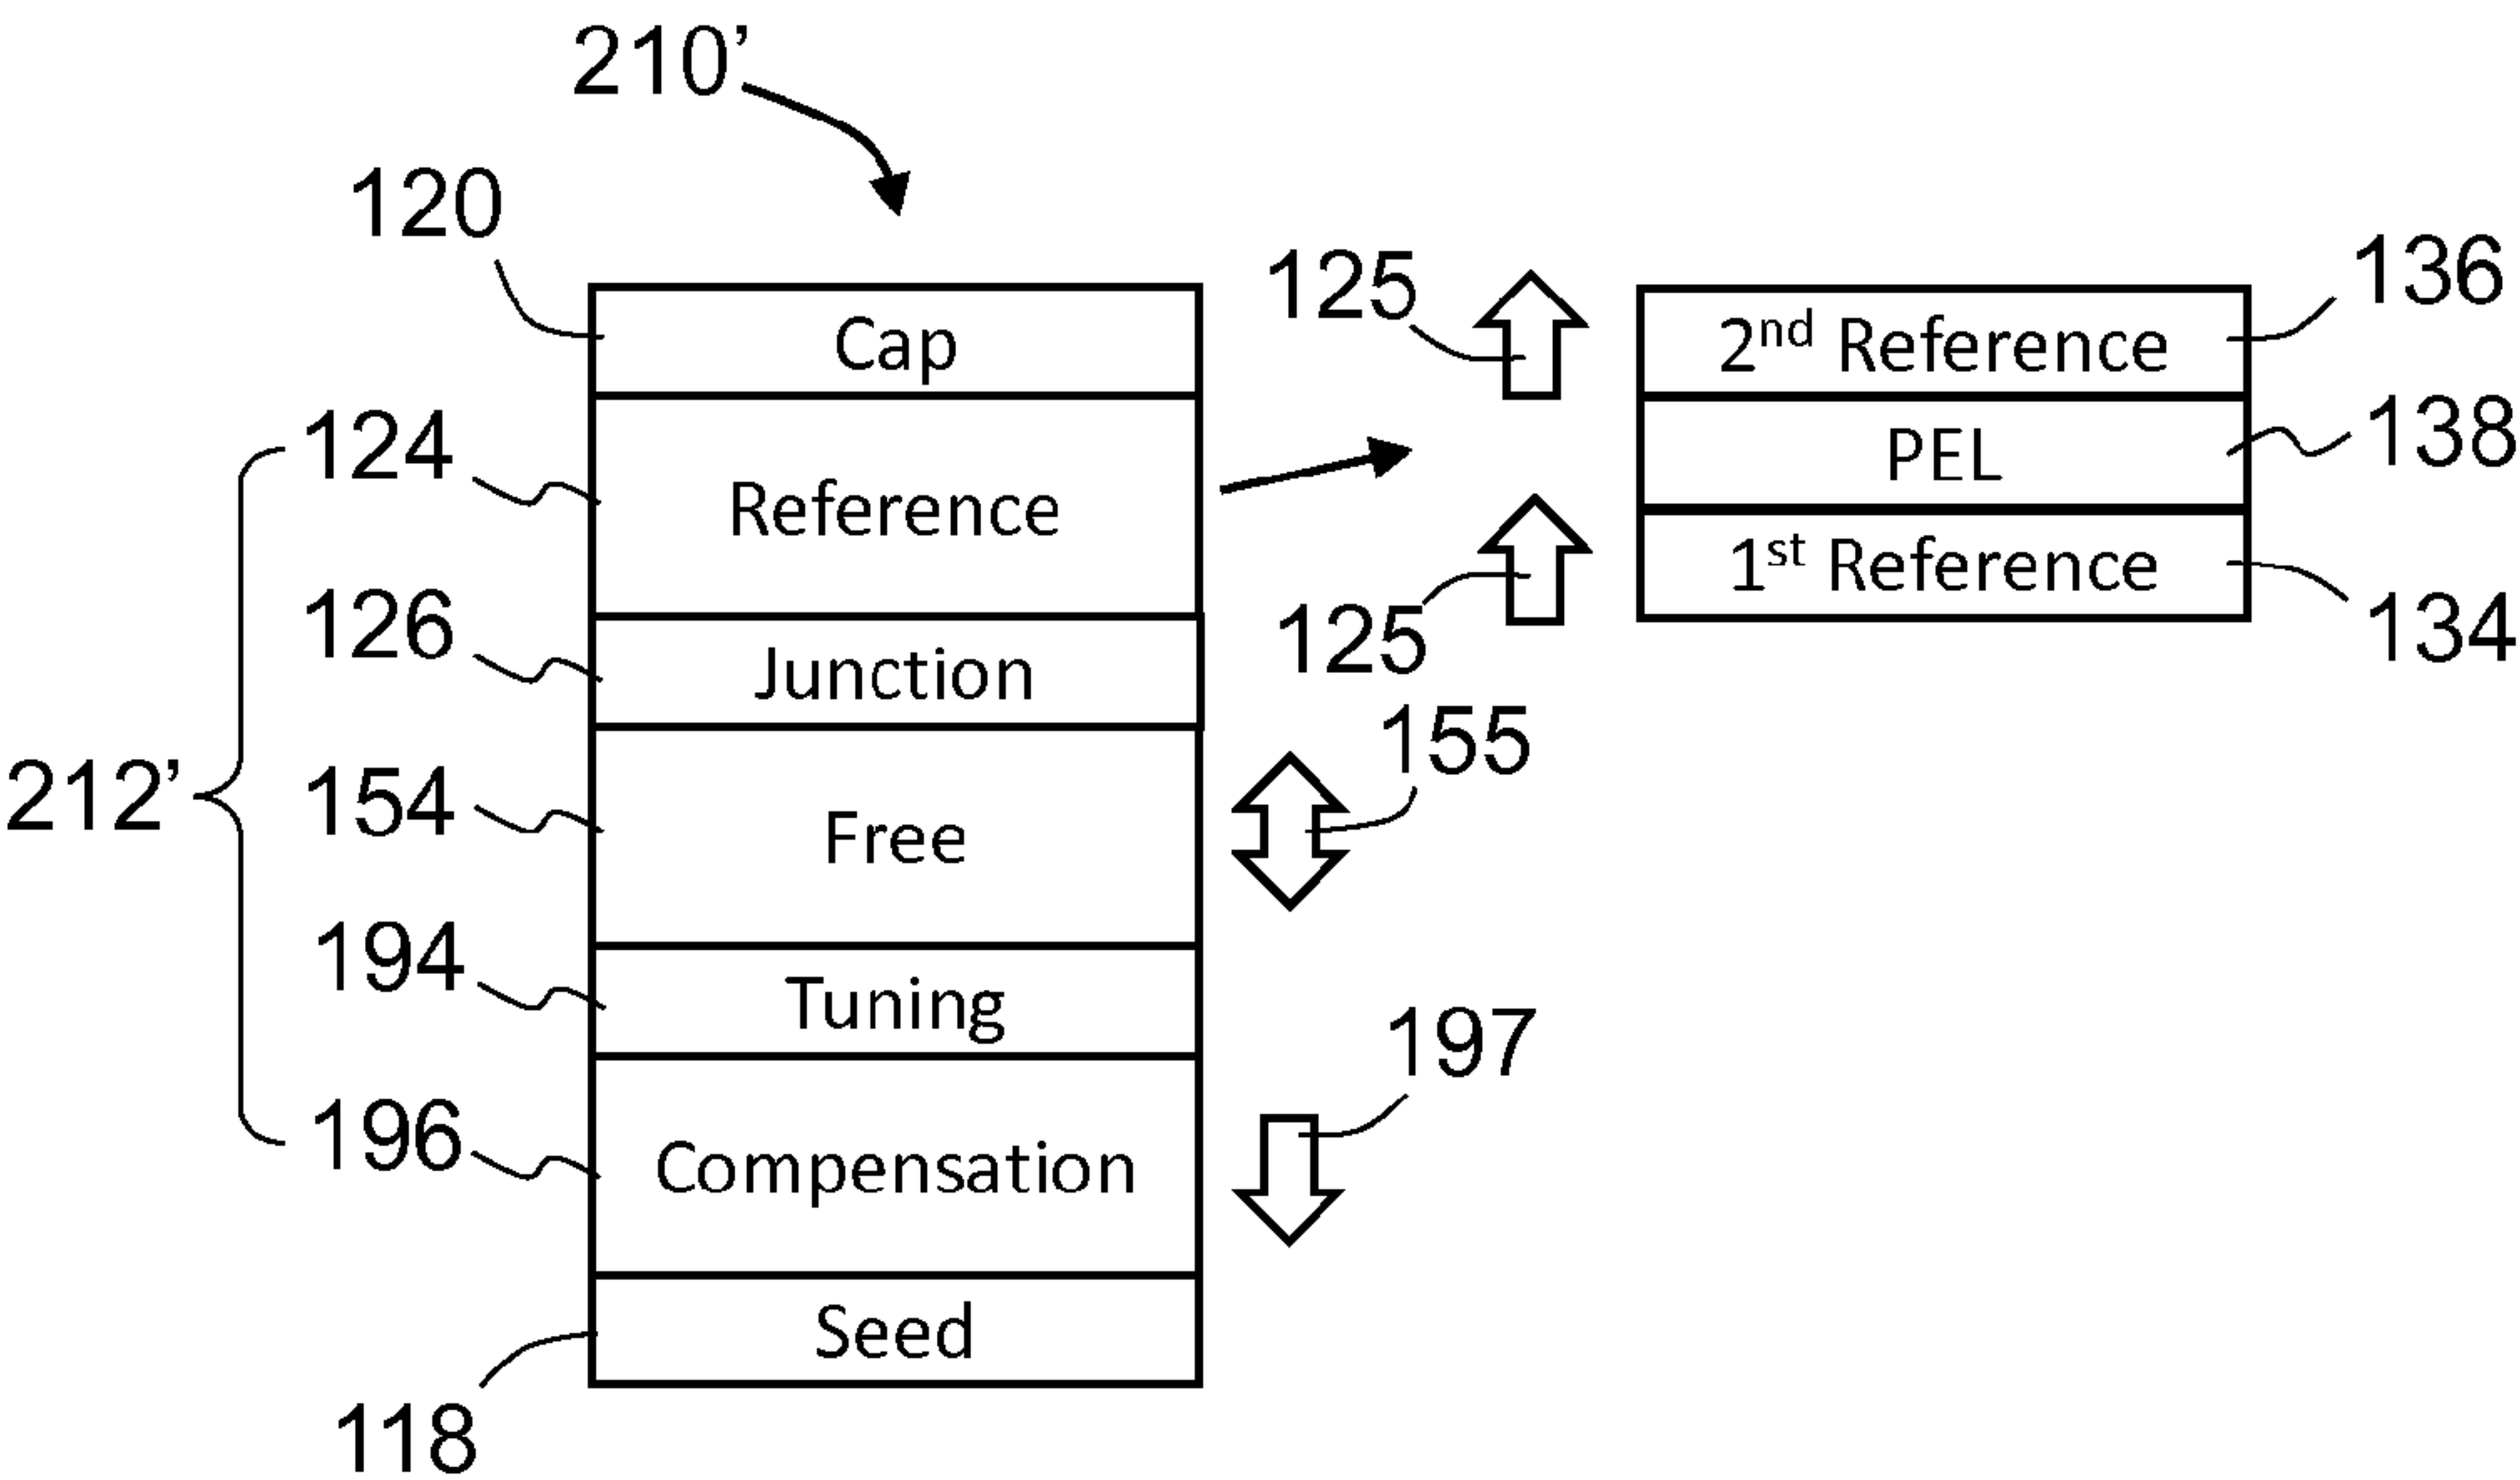 210’
120
Cap
125
2nd Reference
136
124
Reference
PEL
138
125
1st Reference
134
126
Junction
155
212’
154
Free
194
Tuning
197
196
Compensation
Seed
118